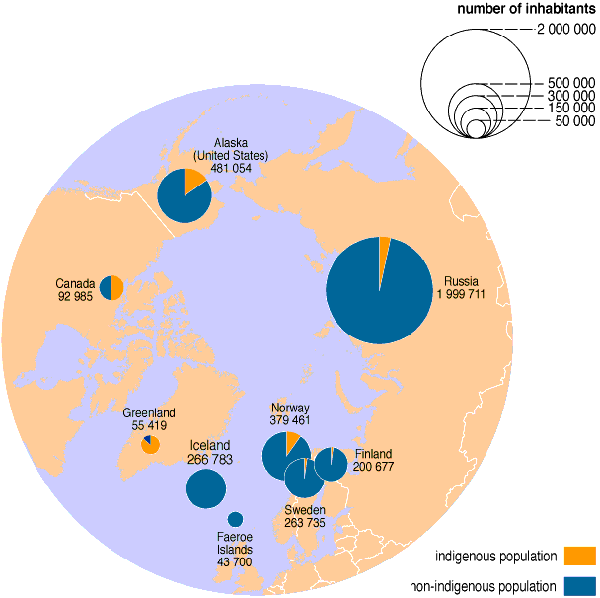 number of inhabitants
2 000 000
500 000
300 000
150 000
50 000
Alaska
(United States)
481 054
Canada
92 985
Russia
1 999 711
Greenland
55 419
Iceland
266 783
Norway
379 461
Finland
200 677
Sweden
263 735
Faeroe
Islands
43 700
indigenous population
non-indigenous population